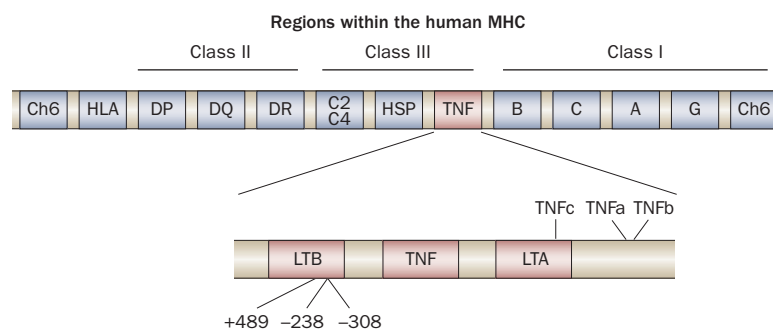 Regions within the human MHC
Class II Class III Class I
Ch6 HLA DP DQ DR C2 C4 HSP TNF B C A G Ch6
TNFc TNFa TNFb
LTB TNF LTA
+489 –238 –308